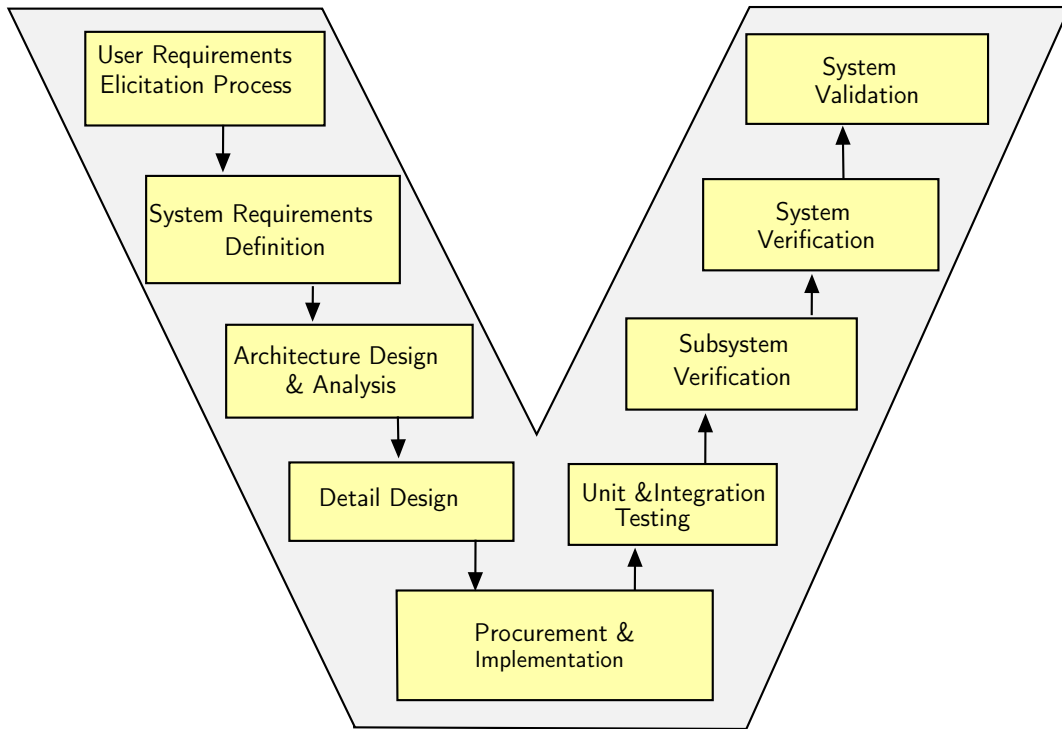 User Requirements
Elicitation Process
System Requirements
Definition
Architecture Design
& Analysis
Detail Design
Procurement &
Implementation
Unit &Integration
Testing
Subsystem
Verification
System
Verification
System
Validation